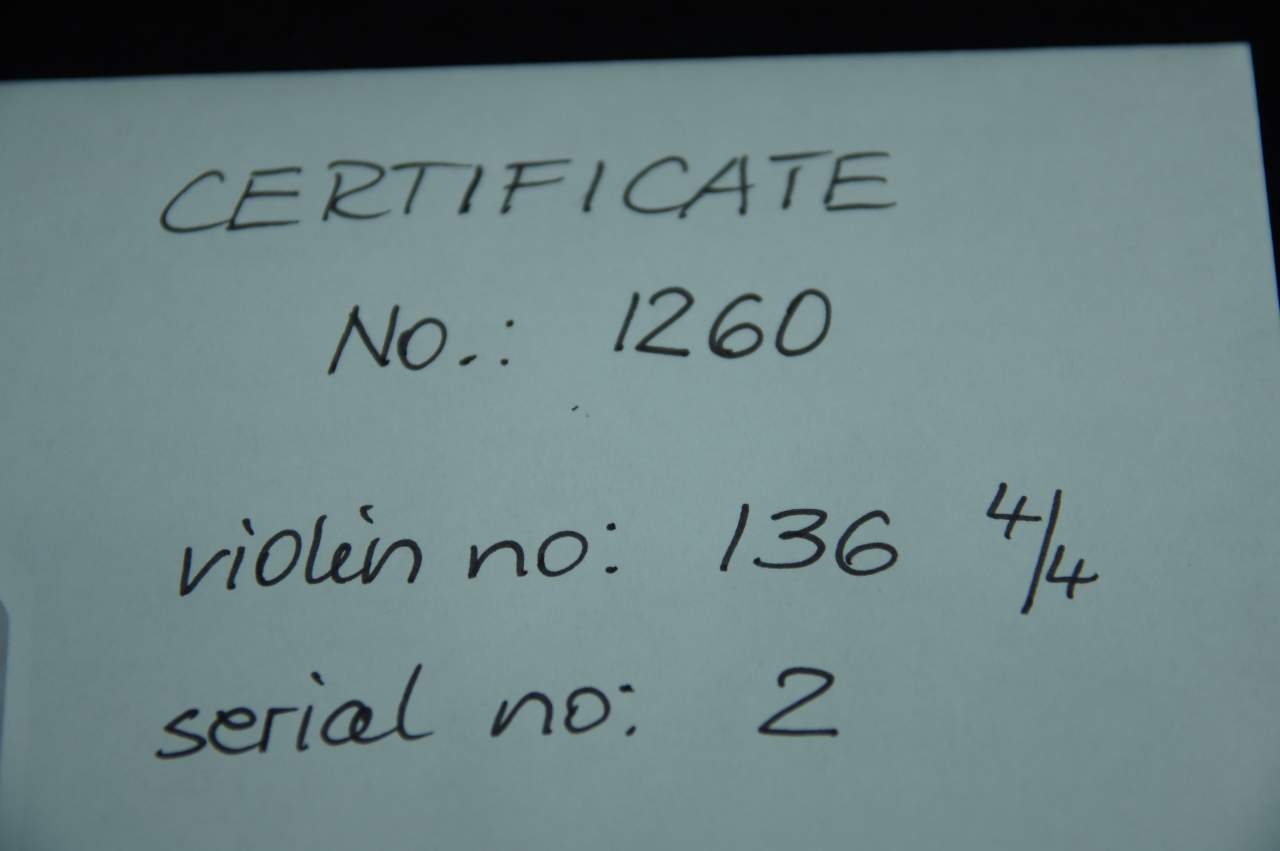 CERTIFICATE
No.: 1260
violin no: 136 4/4
serial no: 2